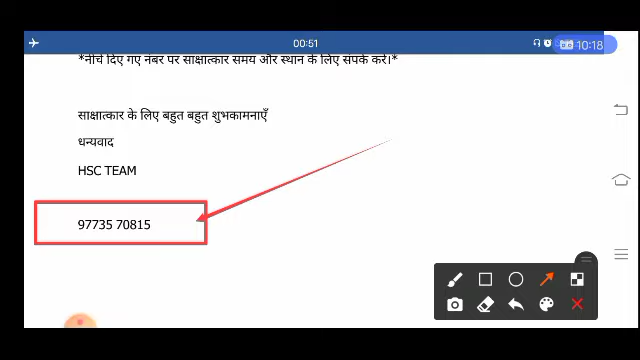 00:51
10:18
*नीचे दिए गए नंबर पर साक्षात्कार समय और स्थान के लिए संपर्क करें।*
साक्षात्कार के लिए बहुत बहुत शुभकामनाएँ
धन्यवाद
HSC TEAM
97735 70815